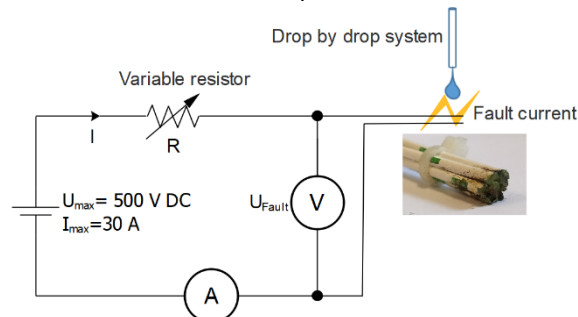 Drop by drop system
Variable resistor
Fault current
I
R
Umax= 500 V DC
Imax=30 A
UFault
V
A